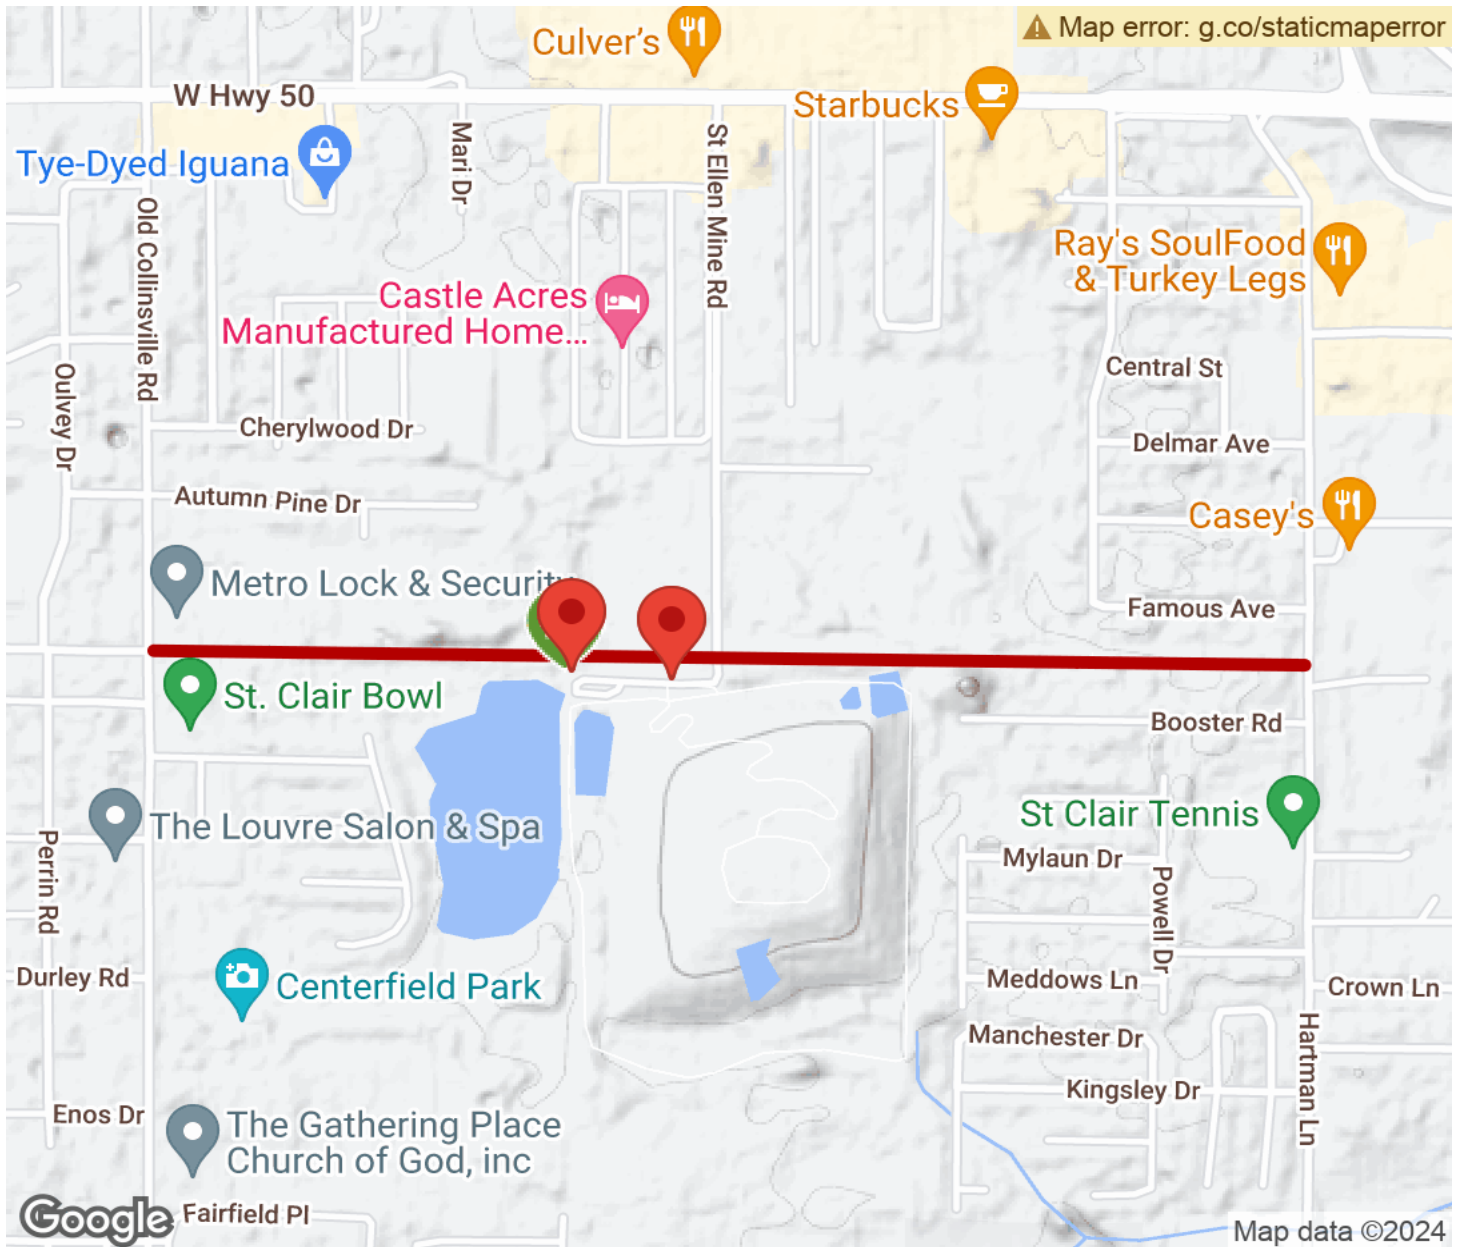 Culver's
Map error: g.co/staticmaperror
W Hwy 50
Starbucks
Tye-Dyed Iguana
Mari Dr
St Ellen Mine Rd
Old Collinsville Rd
Ray's SoulFood
& Turkey Legs
Castle Acres
Manufactured Home...
Oulvey Dr
Central St
Cherylwood Dr
Delmar Ave
Autumn Pine Dr
Casey's
Metro Lock & Security
Famous Ave
St. Clair Bowl
Booster Rd
St Clair Tennis
The Louvre Salon & Spa
Perrin Rd
Mylaun Dr
Powell Dr
Durley Rd
Centerfield Park
Meddows Ln
Crown Ln
Manchester Dr
Hartman Ln
Kingsley Dr
Enos Dr
The Gathering Place
Church of God, inc
Google
Fairfield Pl
Map data ©2024